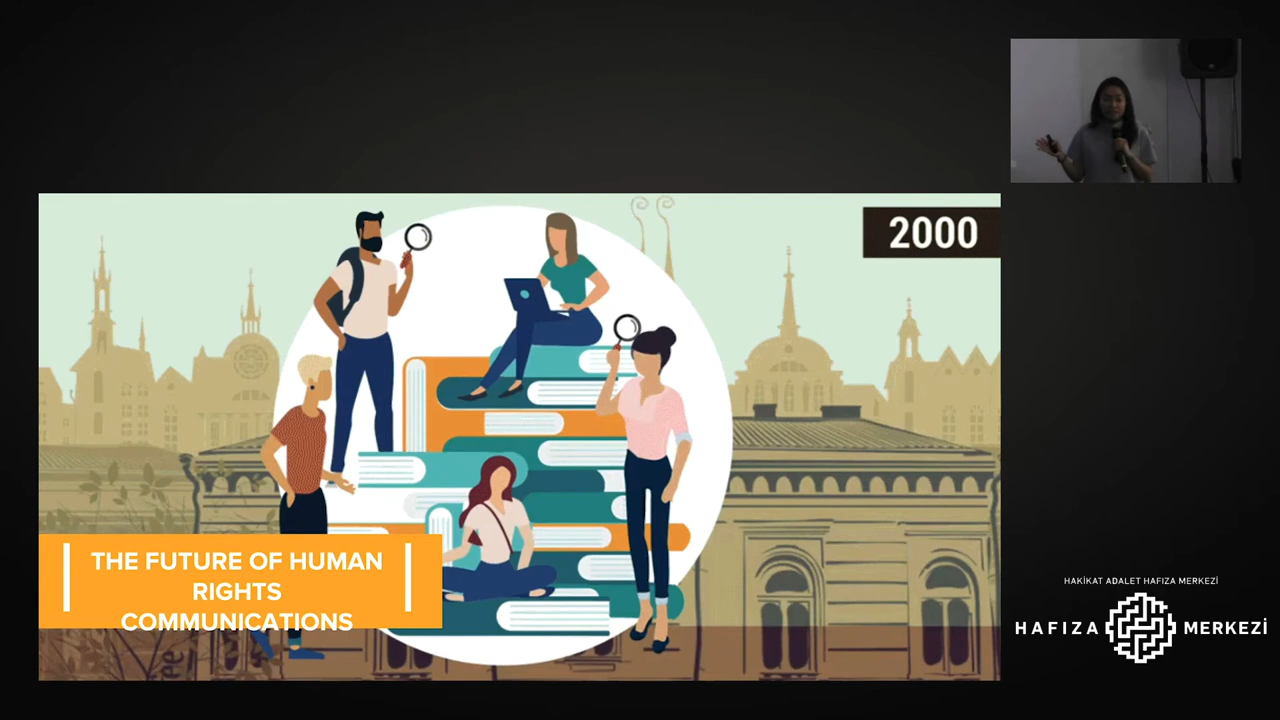 2000
THE FUTURE OF HUMAN
RIGHTS
COMMUNICATIONS
HAKİKAT ADALET HAFIZA MERKEZİ
HAFIZA MERKEZİ